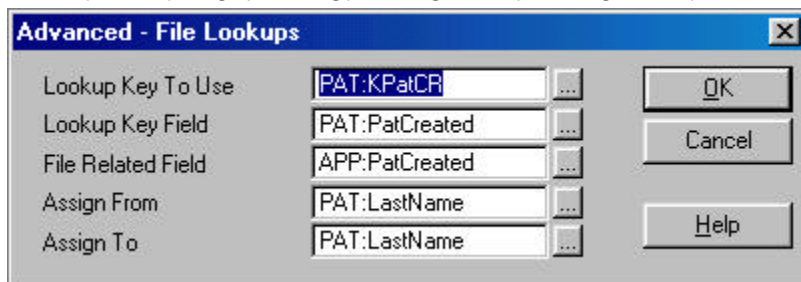 Advanced - File Lookups
Lookup Key To Use PAT:KPatCR ... OK
Lookup Key Field PAT:PatCreated ... Cancel
File Related Field APP:PatCreated ...
Assign From PAT:LastName ... Help
Assign To PAT:LastName ...